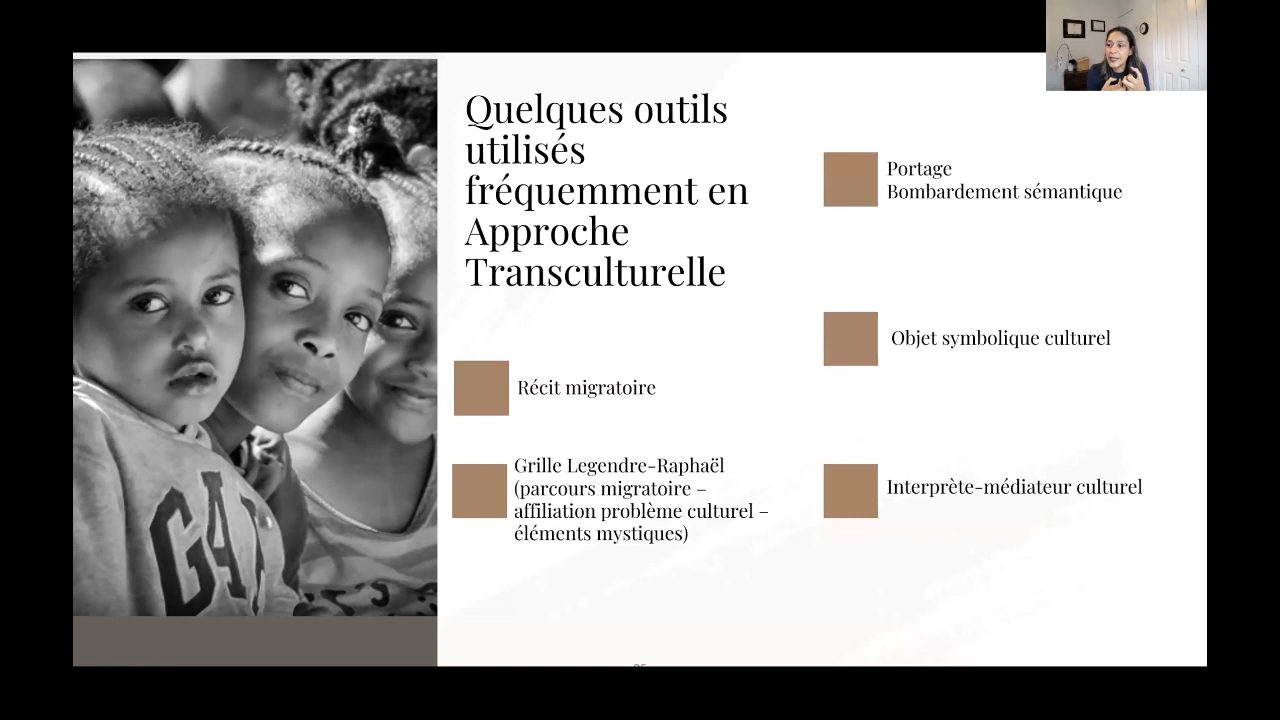 Quelques outils
utilisés
fréquemment en
Approche
Transculturelle
Récit migratoire
Grille Legendre-Raphaël
(parcours migratoire –
affiliation problème culturel –
éléments mystiques)
Portage
Bombardement sémantique
Objet symbolique culturel
Interprète-médiateur culturel
GAP